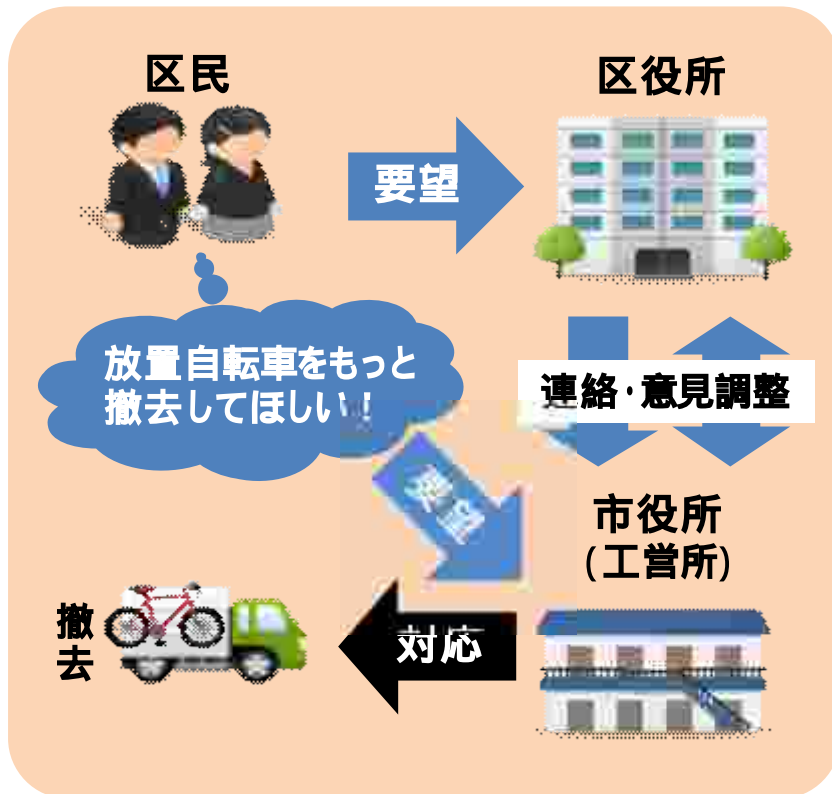 区民
区役所
要望
放置自転車をもっと
撤去してほしい！
連絡・意見調整
要望
市役所
(工営所)
対応
撤
去